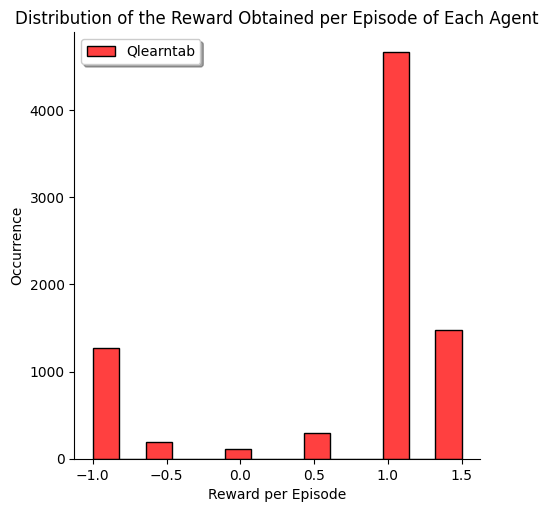 Distribution of the Reward Obtained per Episode of Each Agent
Qlearntab
Occurrence
4000
3000
2000
1000
0
−1.0 −0.5 0.0 0.5 1.0 1.5
Reward per Episode